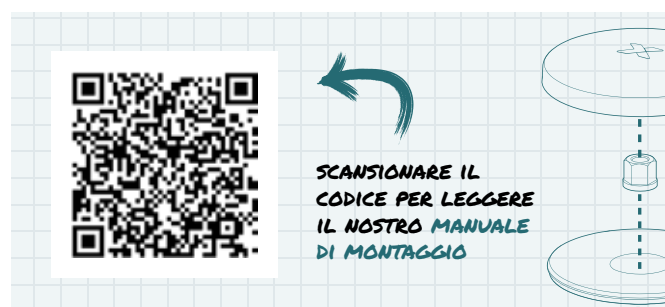 SCANSIONARE IL
CODICE PER LEGGERE
IL NOSTRO MANUALE
DI MONTAGGIO